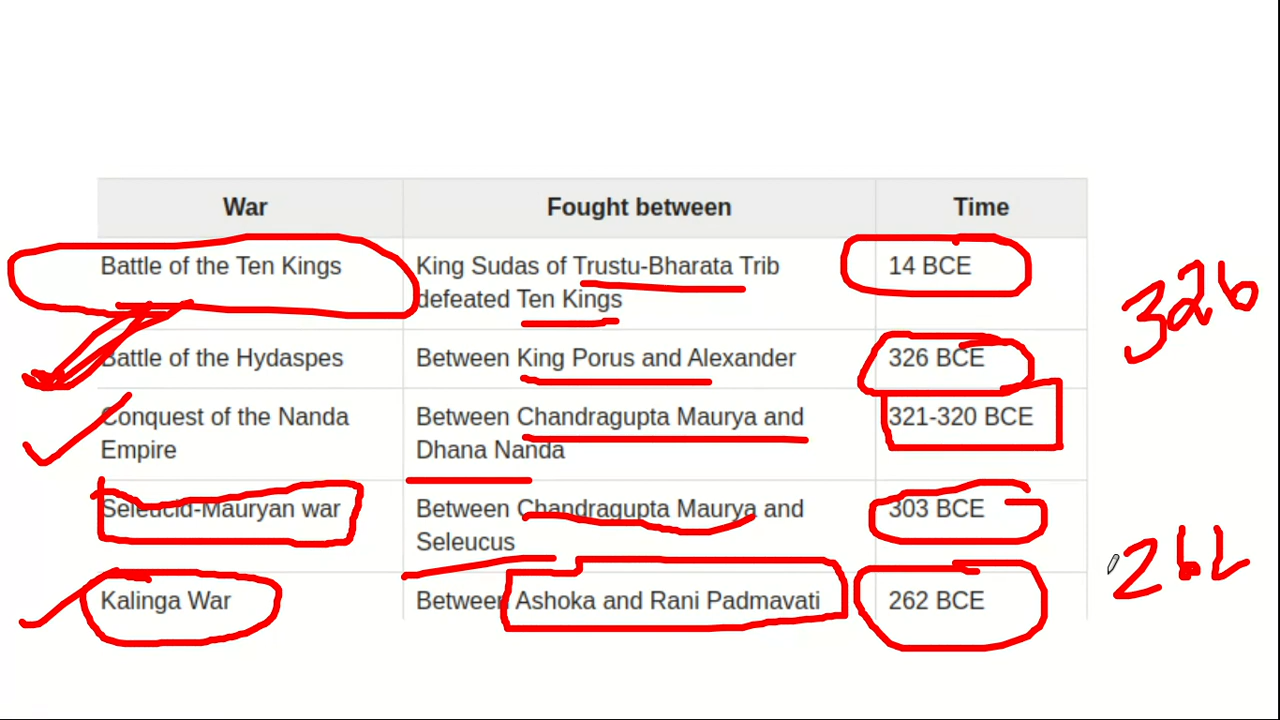 War Fought between Time
Battle of the Ten Kings King Sudas of Trustu-Bharata Trib 14 BCE
defeated Ten Kings
326
Battle of the Hydaspes Between King Porus and Alexander 326 BCE
Conquest of the Nanda Between Chandragupta Maurya and 321-320 BCE
Empire Dhana Nanda
Seleucid-Mauryan war Between Chandragupta Maurya and 303 BCE
Seleucus
Kalinga War Between Ashoka and Rani Padmavati 262 BCE